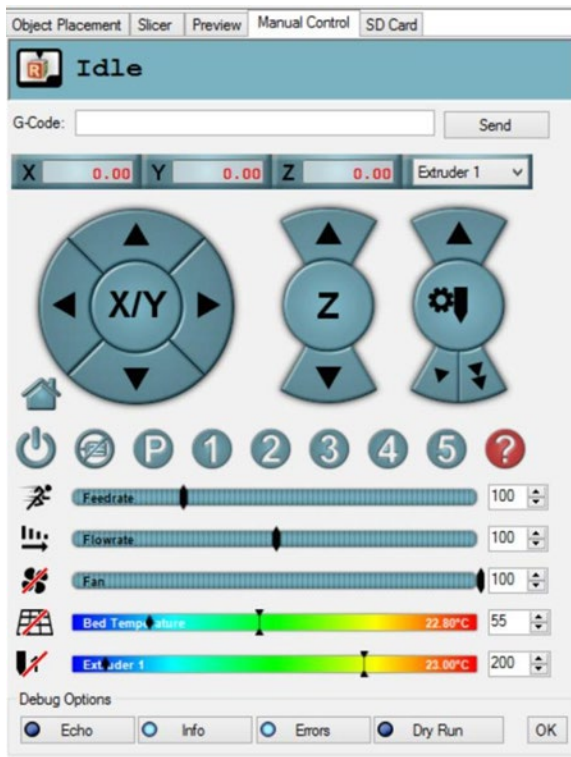 Object Placement Slicer Preview Manual Control SD Card
R Idle
G-Code: Send
X 0.00 Y 0.00 Z 0.00 Extruder 1
X/Y Z
P 1 2 3 4 5 ?
Feedrate 100
Flowrate 100
Fan 100
Bed Temperature 22.80°C 55
1 Extruder 1 23.00°C 200
Debug Options
Echo Info Errors Dry Run OK